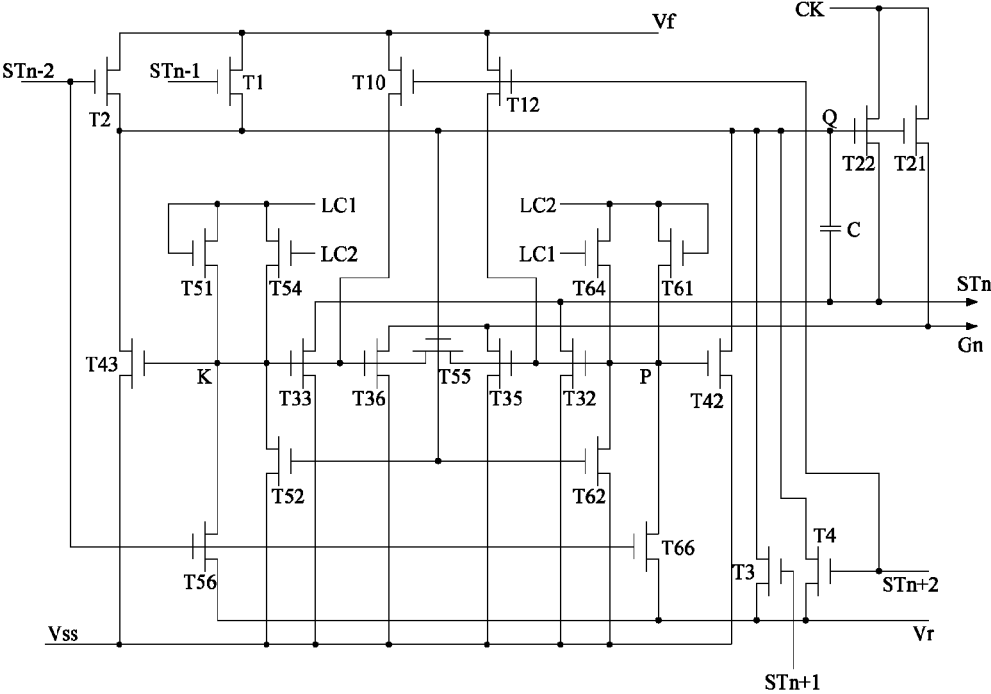 CK
Vf
STn-2
STn-1
T1
T10
T12
T2
Q
T22
T21
LC1
LC2
LC2
LC1
C
T51
T54
T64
T61
STn
Gn
T43
K
T33
T36
T55
T35
T32
P
T42
T52
T62
T56
T66
T3
T4
STn+2
Vss
Vr
STn+1